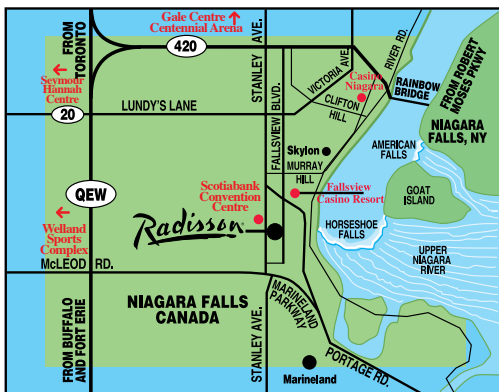 Gale Centre
Centennial Arena
FROM
TORONTO
420
STANLEY AVE.
VICTORIA AVE.
RIVER RD.
Seymour
Hannah
Centre
Casino
Niagara
RAINBOW
BRIDGE
FROM ROBERT
MOSES PKWY
20
LUNDY'S LANE
CLIFTON
HILL
NIAGARA
FALLS, NY
FALLSVIEW BLVD.
Skylon
MURRAY
HILL
AMERICAN
FALLS
GOAT
ISLAND
QEW
Scotiabank
Convention
Centre
Fallsview
Casino Resort
Welland
Sports
Complex
Radisson
HORSESHOE
FALLS
UPPER
NIAGARA
RIVER
McLEOD RD.
NIAGARA FALLS
CANADA
MARINELAND
PARKWAY
FROM BUFFALO
AND FORT ERIE
STANLEY AVE.
PORTAGE RD.
Marineland